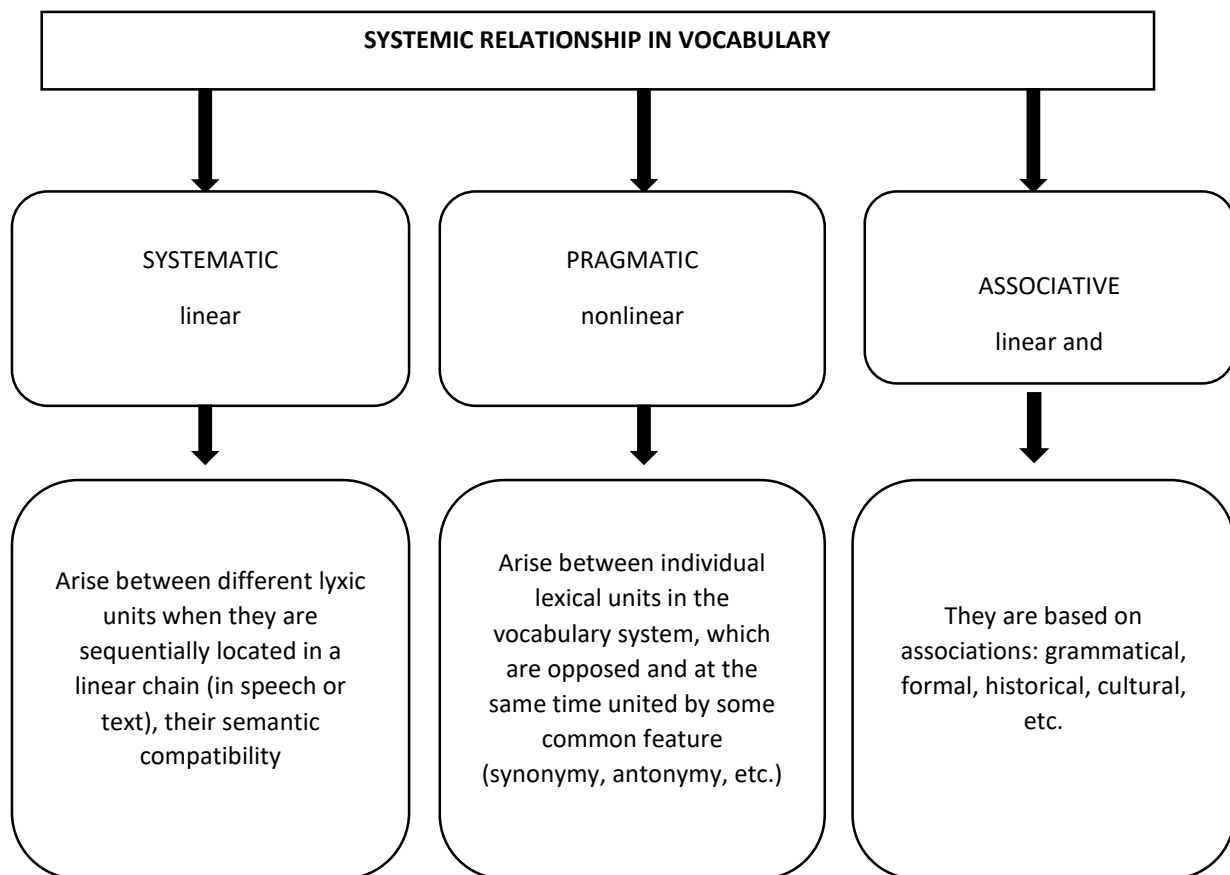 SYSTEMIC RELATIONSHIP IN VOCABULARY
SYSTEMATIC
linear
PRAGMATIC
nonlinear
ASSOCIATIVE
linear and
Arise between different lyxic
units when they are
sequentially located in a
linear chain (in speech or
text), their semantic
compatibility
Arise between individual
lexical units in the
vocabulary system, which
are opposed and at the
same time united by some
common feature
(synonymy, antonymy, etc.)
They are based on
associations: grammatical,
formal, historical, cultural,
etc.